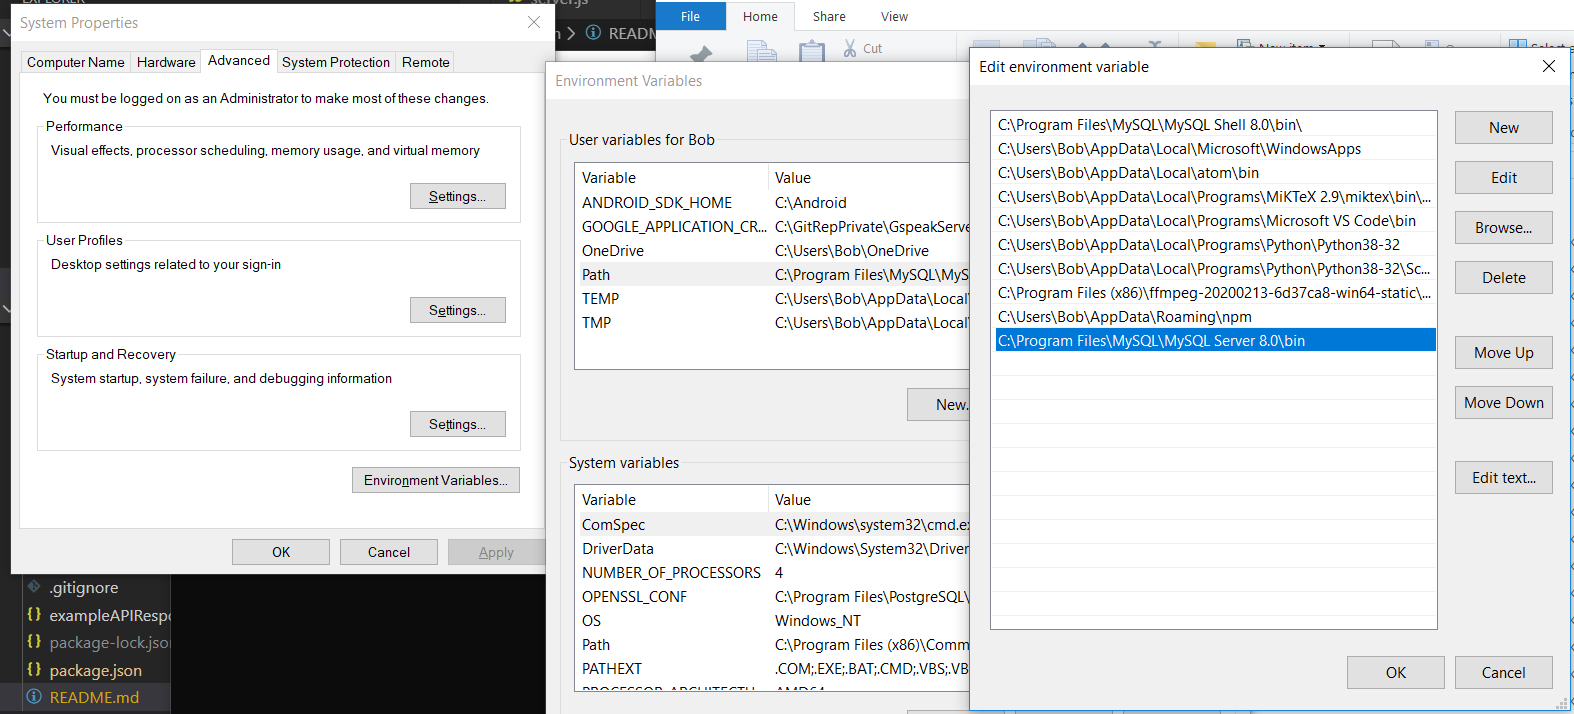 EXPLORER
server.js
System Properties
Computer Name
Hardware
Advanced
System Protection
Remote
You must be logged on as an Administrator to make most of these changes.
Performance
Visual effects, processor scheduling, memory usage, and virtual memory
Settings...
User Profiles
Desktop settings related to your sign-in
Settings...
Startup and Recovery
System startup, system failure, and debugging information
Settings...
Environment Variables...
OK
Cancel
Apply
.gitignore
exampleAPIRespo
package-lock.json
package.json
README.md
READM
File
Home
Share
View
Cut
New item
Select
Environment Variables
User variables for Bob
Variable Value
ANDROID_SDK_HOME C:\Android
GOOGLE_APPLICATION_CR... C:\GitRepPrivate\GspeakServe
OneDrive C:\Users\Bob\OneDrive
Path C:\Program Files\MySQL\MyS
TEMP C:\Users\Bob\AppData\Local\
TMP C:\Users\Bob\AppData\Local\
New.
System variables
Variable Value
ComSpec C:\Windows\system32\cmd.ex
DriverData C:\Windows\System32\Driver
NUMBER_OF_PROCESSORS 4
OPENSSL_CONF C:\Program Files\PostgreSQL\
OS Windows_NT
Path C:\Program Files (x86)\Comm
PATHEXT .COM;.EXE;.BAT;.CMD;.VBS;.VB
PROCESSOR_ARCHITECTU AMD64
Edit environment variable
C:\Program Files\MySQL\MySQL Shell 8.0\bin\
C:\Users\Bob\AppData\Local\Microsoft\WindowsApps
C:\Users\Bob\AppData\Local\atom\bin
C:\Users\Bob\AppData\Local\Programs\MiKTeX 2.9\miktex\bin\...
C:\Users\Bob\AppData\Local\Programs\Microsoft VS Code\bin
C:\Users\Bob\AppData\Local\Programs\Python\Python38-32
C:\Users\Bob\AppData\Local\Programs\Python\Python38-32\Sc...
C:\Program Files (x86)\ffmpeg-20200213-6d37ca8-win64-static\...
C:\Users\Bob\AppData\Roaming\npm
C:\Program Files\MySQL\MySQL Server 8.0\bin
New
Edit
Browse...
Delete
Move Up
Move Down
Edit text...
OK
Cancel